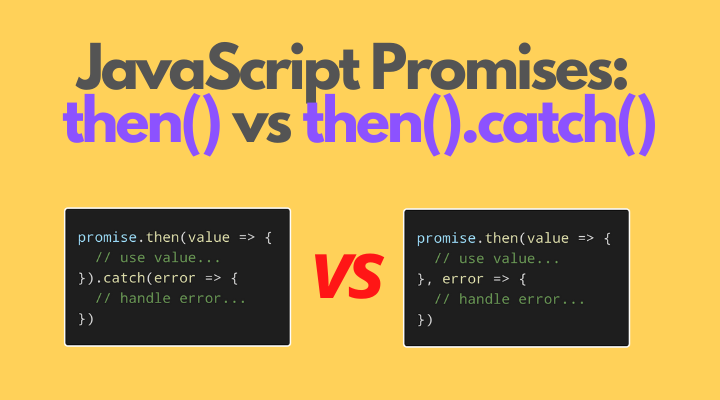 JavaScript Promises:
then() vs then().catch()
promise.then(value => {
  // use value...
}).catch(error => {
  // handle error...
})
VS
promise.then(value => {
  // use value...
}, error => {
  // handle error...
})